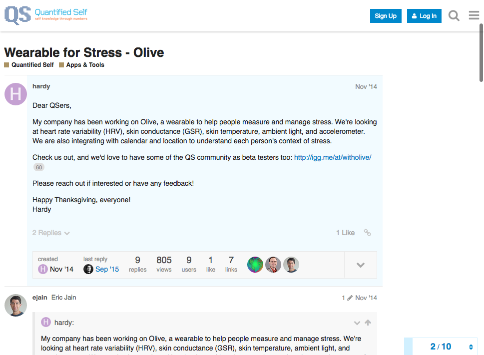 QS Quantified Self
self knowledge through numbers
Sign Up
Log In
Wearable for Stress - Olive
Quantified Self Apps & Tools
H
hardy
Nov '14
Dear QSers,
My company has been working on Olive, a wearable to help people measure and manage stress. We're looking
at heart rate variability (HRV), skin conductance (GSR), skin temperature, ambient light, and accelerometer.
We are also integrating with calendar and location to understand each person's context of stress.
Check us out, and we'd love to have some of the QS community as beta testers too: http://igg.me/at/witholive/
60
Please reach out if interested or have any feedback!
Happy Thanksgiving, everyone!
Hardy
2 Replies
1 Like
created
H Nov '14
last reply
Sep '15
9
replies
805
views
9
users
1
like
7
links
ejain Eric Jain
1 Nov '14
H hardy:
My company has been working on Olive, a wearable to help people measure and manage stress. We're
looking at heart rate variability (HRV), skin conductance (GSR), skin temperature, ambient light, and
2 / 10